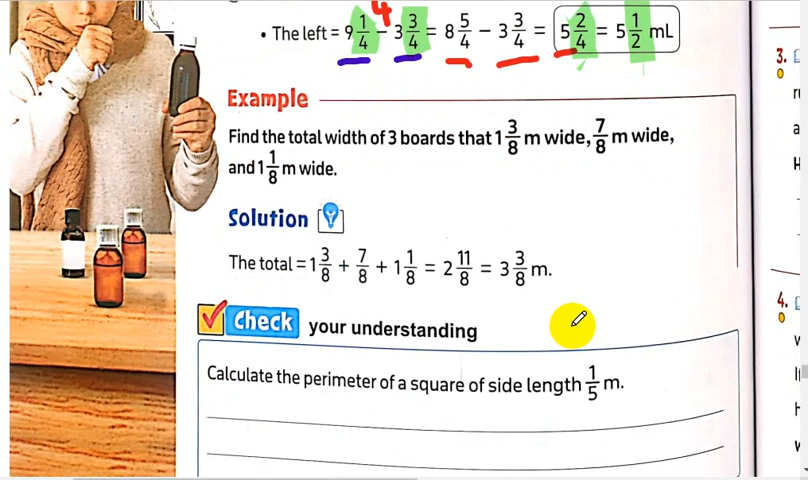 4
• The left = 9 1/4 − 3 3/4 = 8 5/4 − 3 3/4 = 5 2/4 = 5 1/2 mL
Example
Find the total width of 3 boards that 1 3/8 m wide, 7/8 m wide,
and 1 1/8 m wide.
Solution
The total = 1 3/8 + 7/8 + 1 1/8 = 2 11/8 = 3 3/8 m.
Check your understanding
Calculate the perimeter of a square of side length 1/5 m.
3.
4.